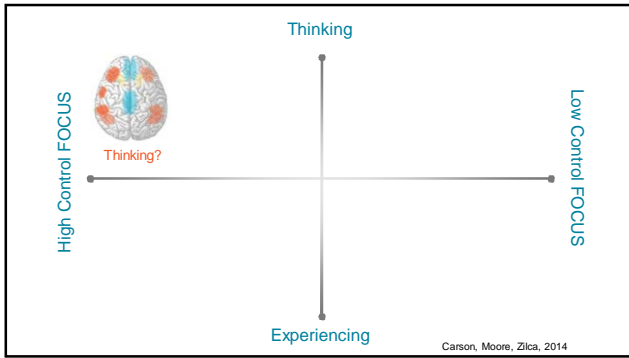 Thinking
High Control FOCUS
Low Control FOCUS
Thinking?
Experiencing
Carson, Moore, Zilca, 2014